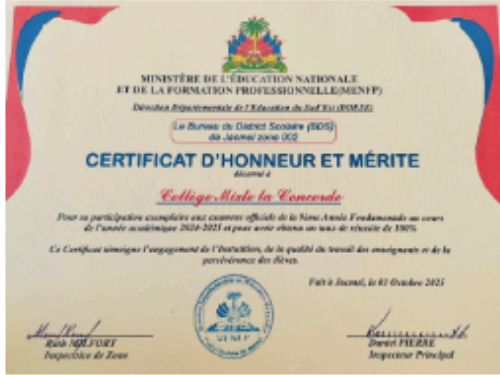 MINISTÈRE DE L'ÉDUCATION NATIONALE
ET DE LA FORMATION PROFESSIONNELLE(MENFP)
Direction Départementale de l'Education du Sud'Est (DDESE)
Le Bureau du District Scolaire (BDS)
de Jacmel zone 002
CERTIFICAT D'HONNEUR ET MÉRITE
décerné à
Collège Mixte la Concorde
Pour sa participation exemplaire aux examens officiels de la 9ème Année Fondamentale au cours
de l'année académique 2024-2025 et pour avoir obtenu un taux de réussite de 100%
Ce Certificat témoigne l'engagement de l'Institution, de la qualité du travail des enseignants et de la
persévérance des élèves.
Fait à Jacmel, le 03 Octobre 2025
MENFP
Ruth MILFORT
Inspectrice de Zone
Daniel PIERRE
Inspecteur Principal